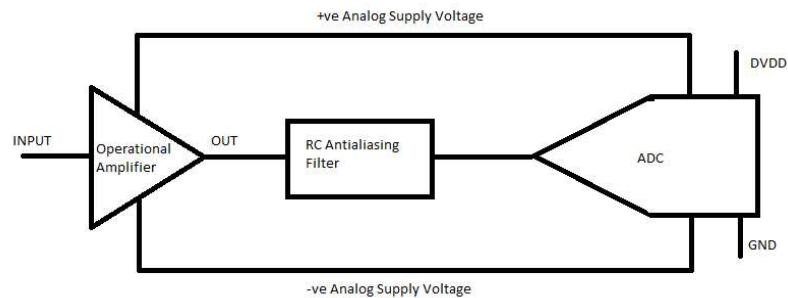 +ve Analog Supply Voltage
DVDD
INPUT
Operational
Amplifier
OUT
RC Antialiasing
Filter
ADC
GND
-ve Analog Supply Voltage